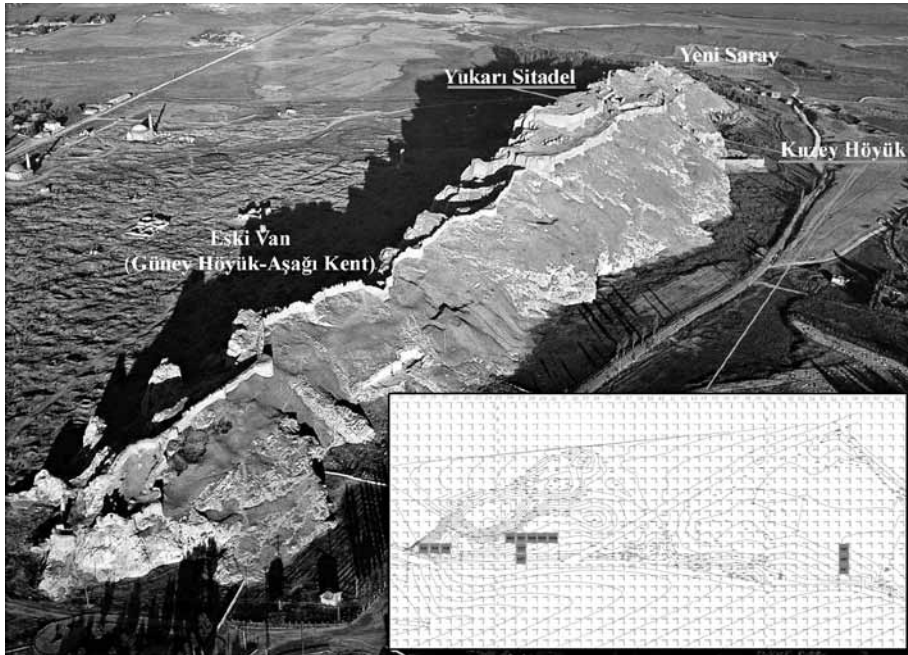 Yeni Saray
Yukarı Sitadel
Kuzey Höyük
Eski Van
(Güney Höyük-Aşağı Kent)